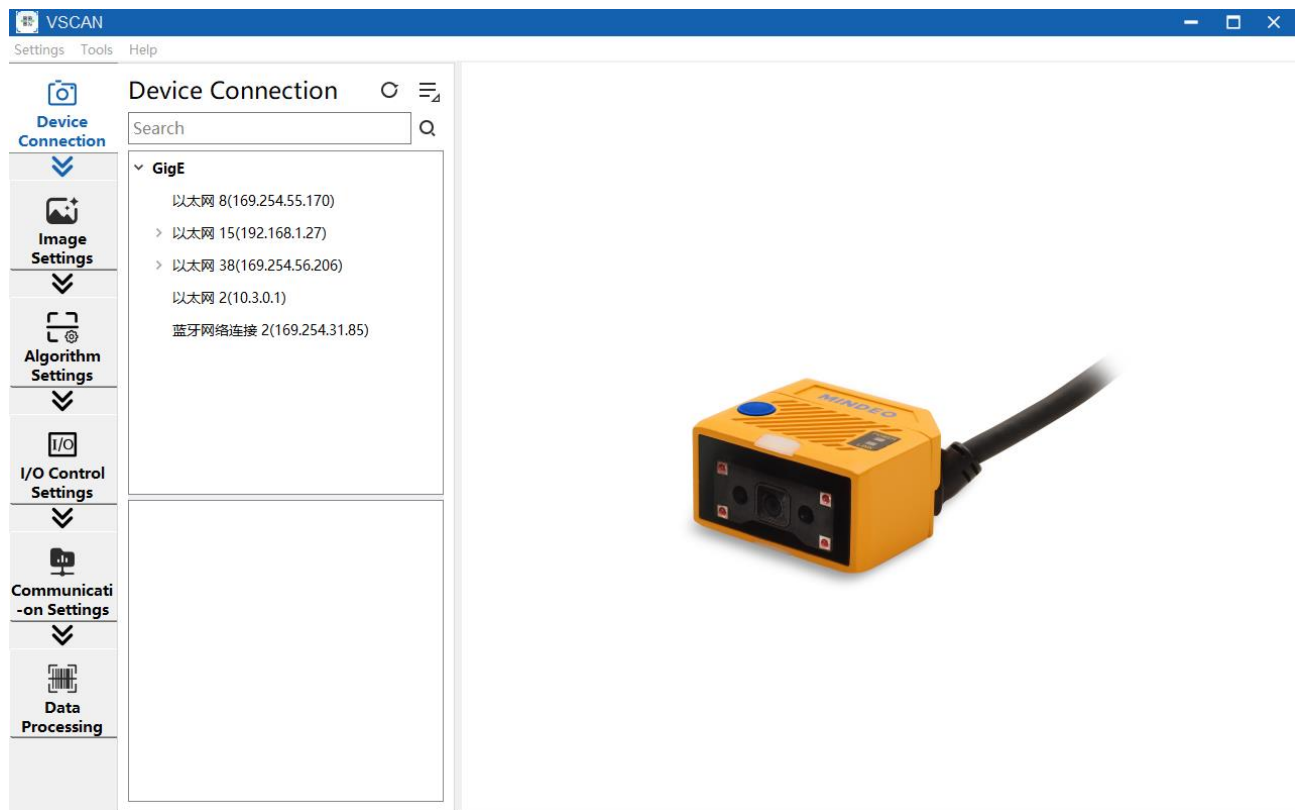 VSCAN
Settings Tools Help
Device
Connection
Image
Settings
Algorithm
Settings
I/O
I/O Control
Settings
Communicati
-on Settings
Data
Processing
Device Connection
Search
GigE
以太网 8(169.254.55.170)
以太网 15(192.168.1.27)
以太网 38(169.254.56.206)
以太网 2(10.3.0.1)
蓝牙网络连接 2(169.254.31.85)
MINDEO